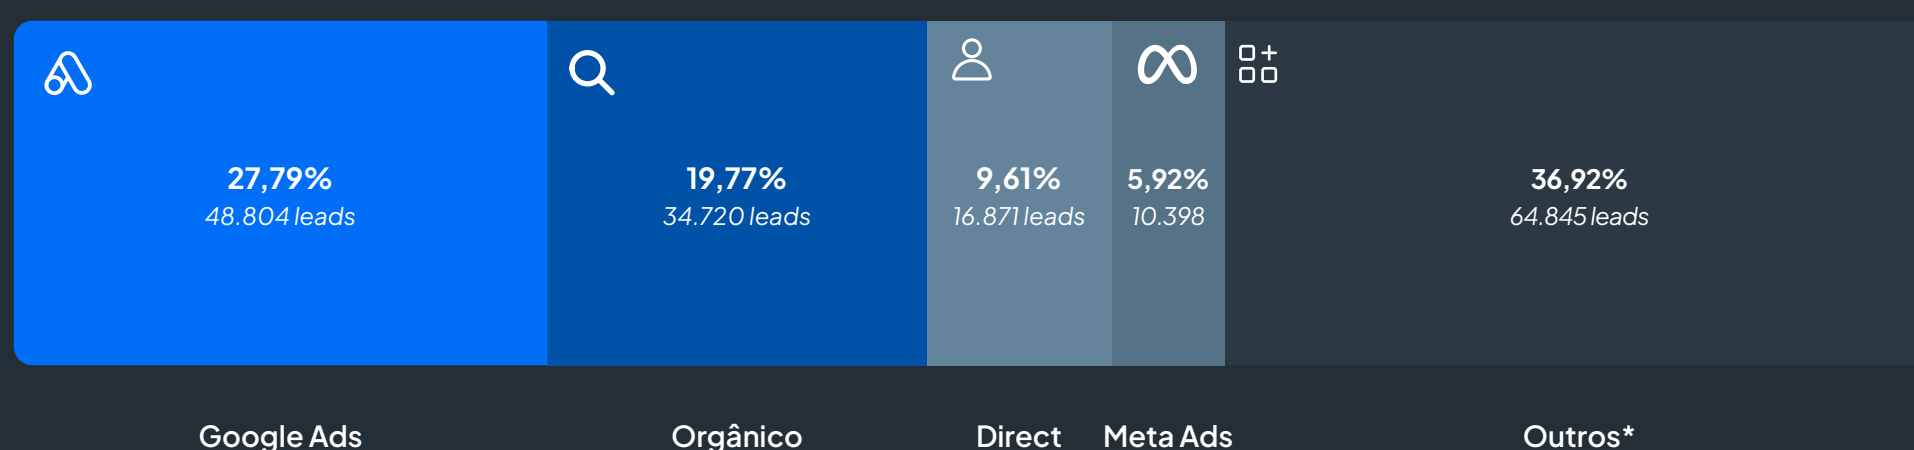 27,79%
48.804 leads
19,77%
34.720 leads
9,61%
16.871 leads
5,92%
10.398
36,92%
64.845 leads
Google Ads
Orgânico
Direct
Meta Ads
Outros*